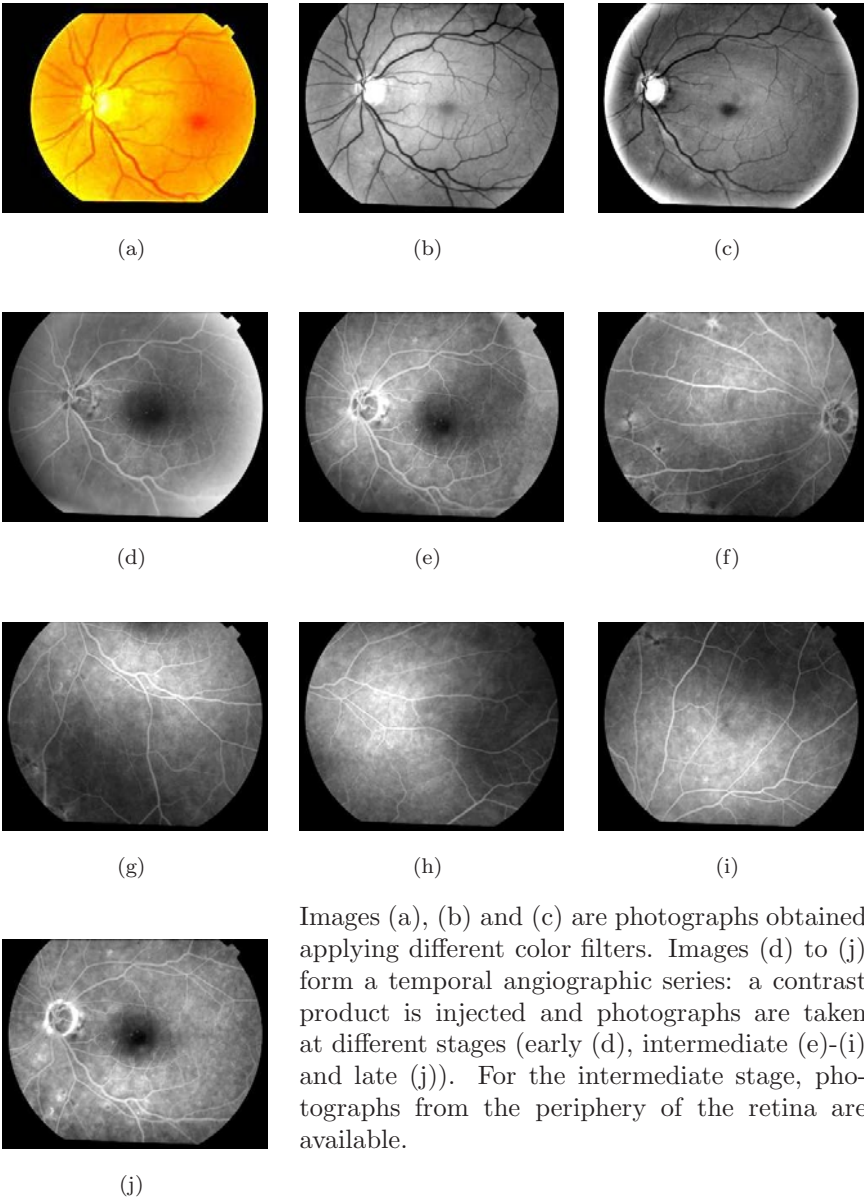 (a)
(b)
(c)
(d)
(e)
(f)
(g)
(h)
(i)
Images (a), (b) and (c) are photographs obtained
applying different color filters. Images (d) to (j)
form a temporal angiographic series: a contrast
product is injected and photographs are taken
at different stages (early (d), intermediate (e)-(i)
and late (j)). For the intermediate stage, pho-
tographs from the periphery of the retina are
available.
(j)